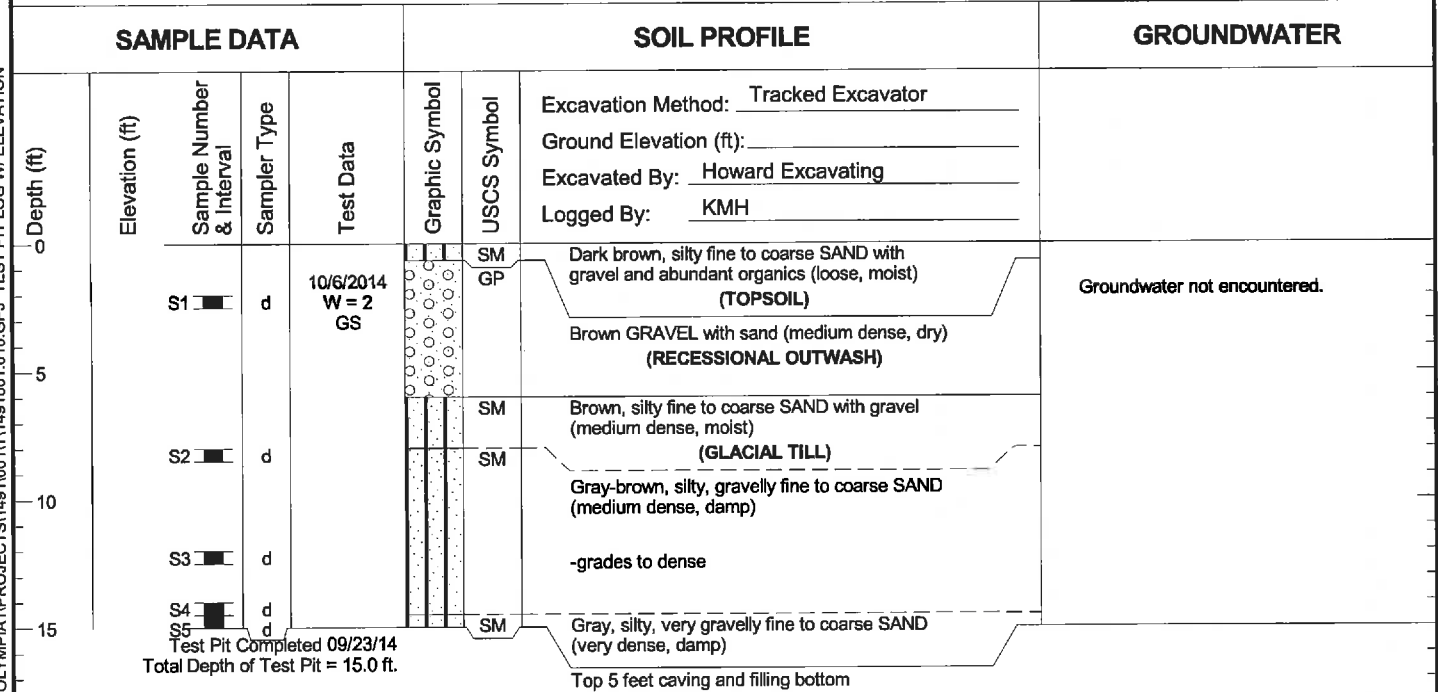 SAMPLE DATA
SOIL PROFILE
GROUNDWATER
Depth (ft)
Elevation (ft)
Sample Number & Interval
Sampler Type
Test Data
Graphic Symbol
USCS Symbol
Excavation Method: Tracked Excavator
Ground Elevation (ft):
Excavated By: Howard Excavating
Logged By: KMH
0
SM
Dark brown, silty fine to coarse SAND with
gravel and abundant organics (loose, moist)
(TOPSOIL)
S1
d
10/6/2014
W = 2
GS
GP
Groundwater not encountered.
Brown GRAVEL with sand (medium dense, dry)
(RECESSIONAL OUTWASH)
5
SM
Brown, silty fine to coarse SAND with gravel
(medium dense, moist)
(GLACIAL TILL)
S2
d
SM
Gray-brown, silty, gravelly fine to coarse SAND
(medium dense, damp)
10
S3
d
-grades to dense
S4
d
15
S5
d
SM
Gray, silty, very gravelly fine to coarse SAND
(very dense, damp)
Test Pit Completed 09/23/14
Total Depth of Test Pit = 15.0 ft.
Top 5 feet caving and filling bottom